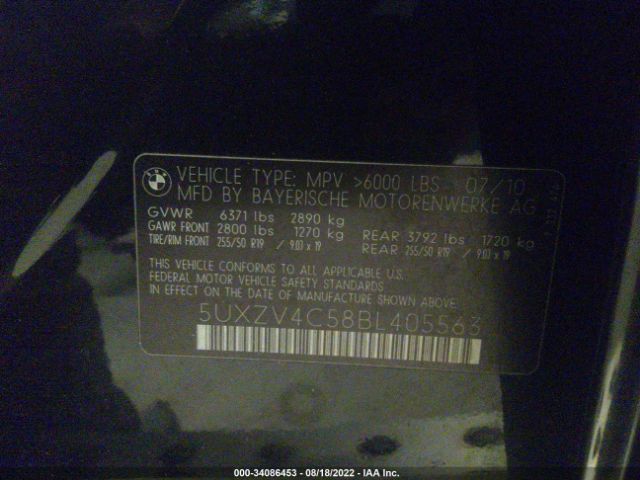 VEHICLE TYPE: MPV >6000 LBS - 07/10
MFD BY BAYERISCHE MOTORENWERKE AG
GVWR 6371 lbs 2890 kg
GAWR FRONT 2800 lbs 1270 kg REAR 3792 lbs 1720 kg
TIRE/RIM FRONT 255/50 R19 / 9.0J x 19 REAR 255/50 R19 / 9.0J x 19
THIS VEHICLE CONFORMS TO ALL APPLICABLE U.S.
FEDERAL MOTOR VEHICLE SAFETY STANDARDS
IN EFFECT ON THE DATE OF MANUFACTURE SHOWN ABOVE.
5UXZV4C58BL405563
000-34086453 - 08/18/2022 - IAA Inc.